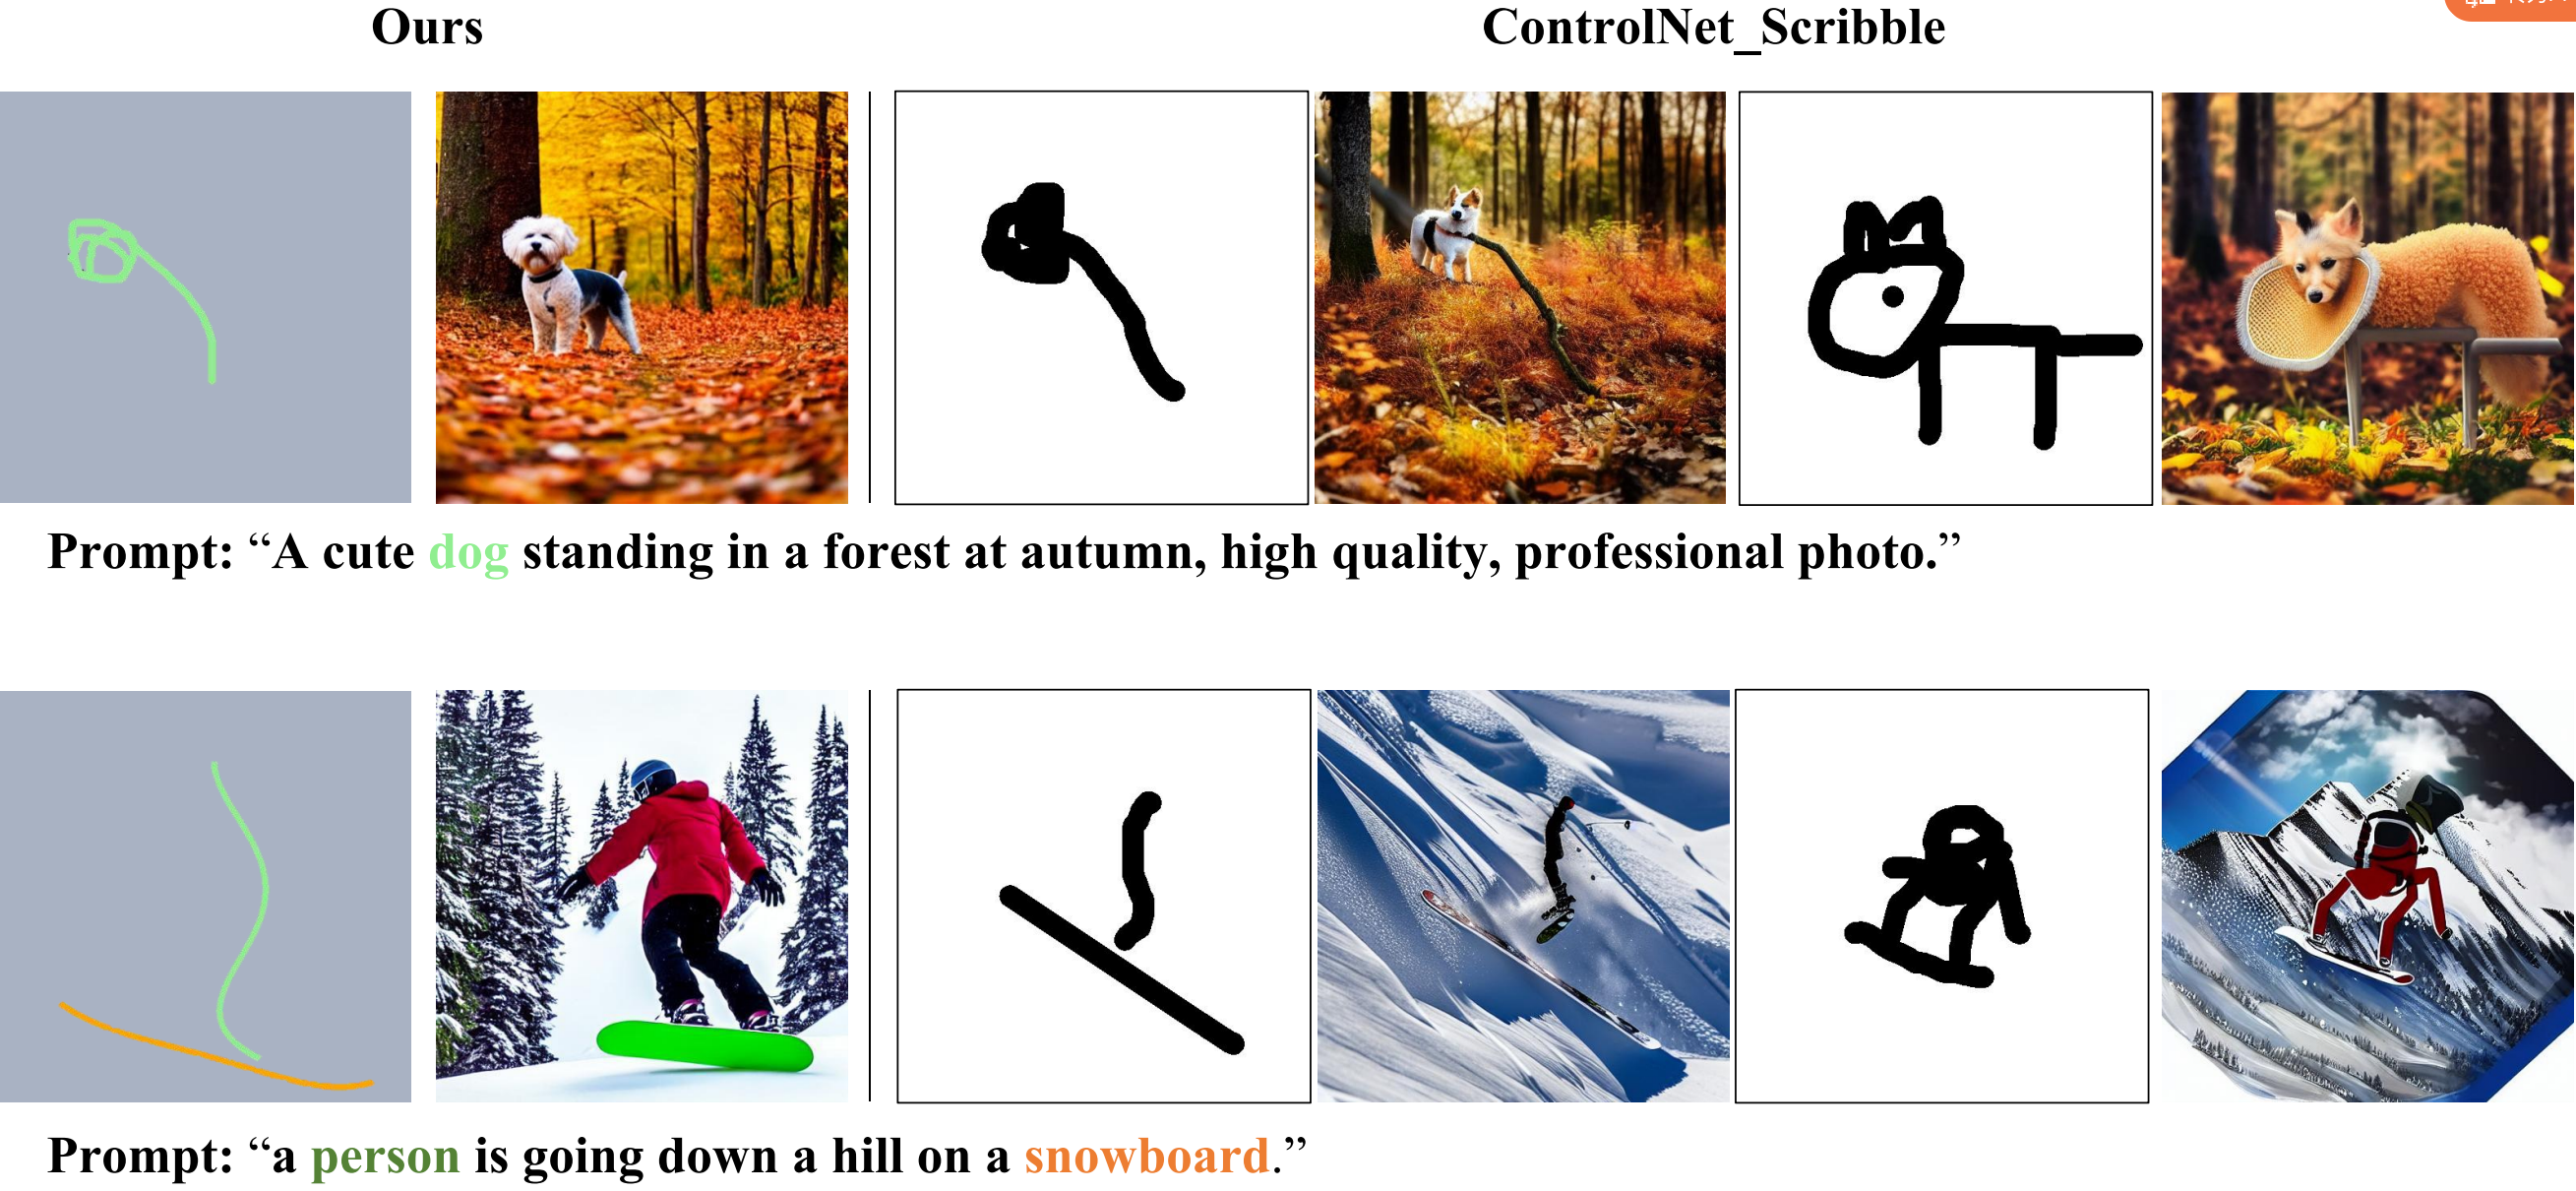 Ours
ControlNet_Scribble
Prompt: “A cute dog standing in a forest at autumn, high quality, professional photo.”
Prompt: “a person is going down a hill on a snowboard.”